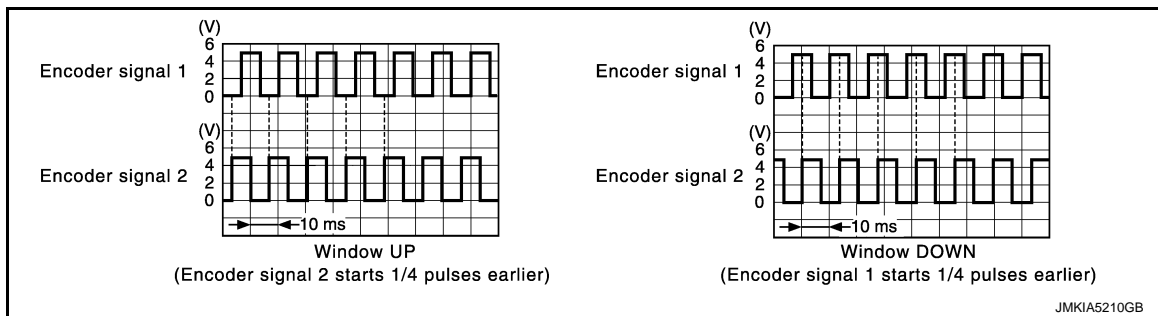 (V)
6
4
2
0
Encoder signal 1
(V)
6
4
2
0
Encoder signal 2
10 ms
Window UP
(Encoder signal 2 starts 1/4 pulses earlier)
(V)
6
4
2
0
Encoder signal 1
(V)
6
4
2
0
Encoder signal 2
10 ms
Window DOWN
(Encoder signal 1 starts 1/4 pulses earlier)
JMKIA5210GB